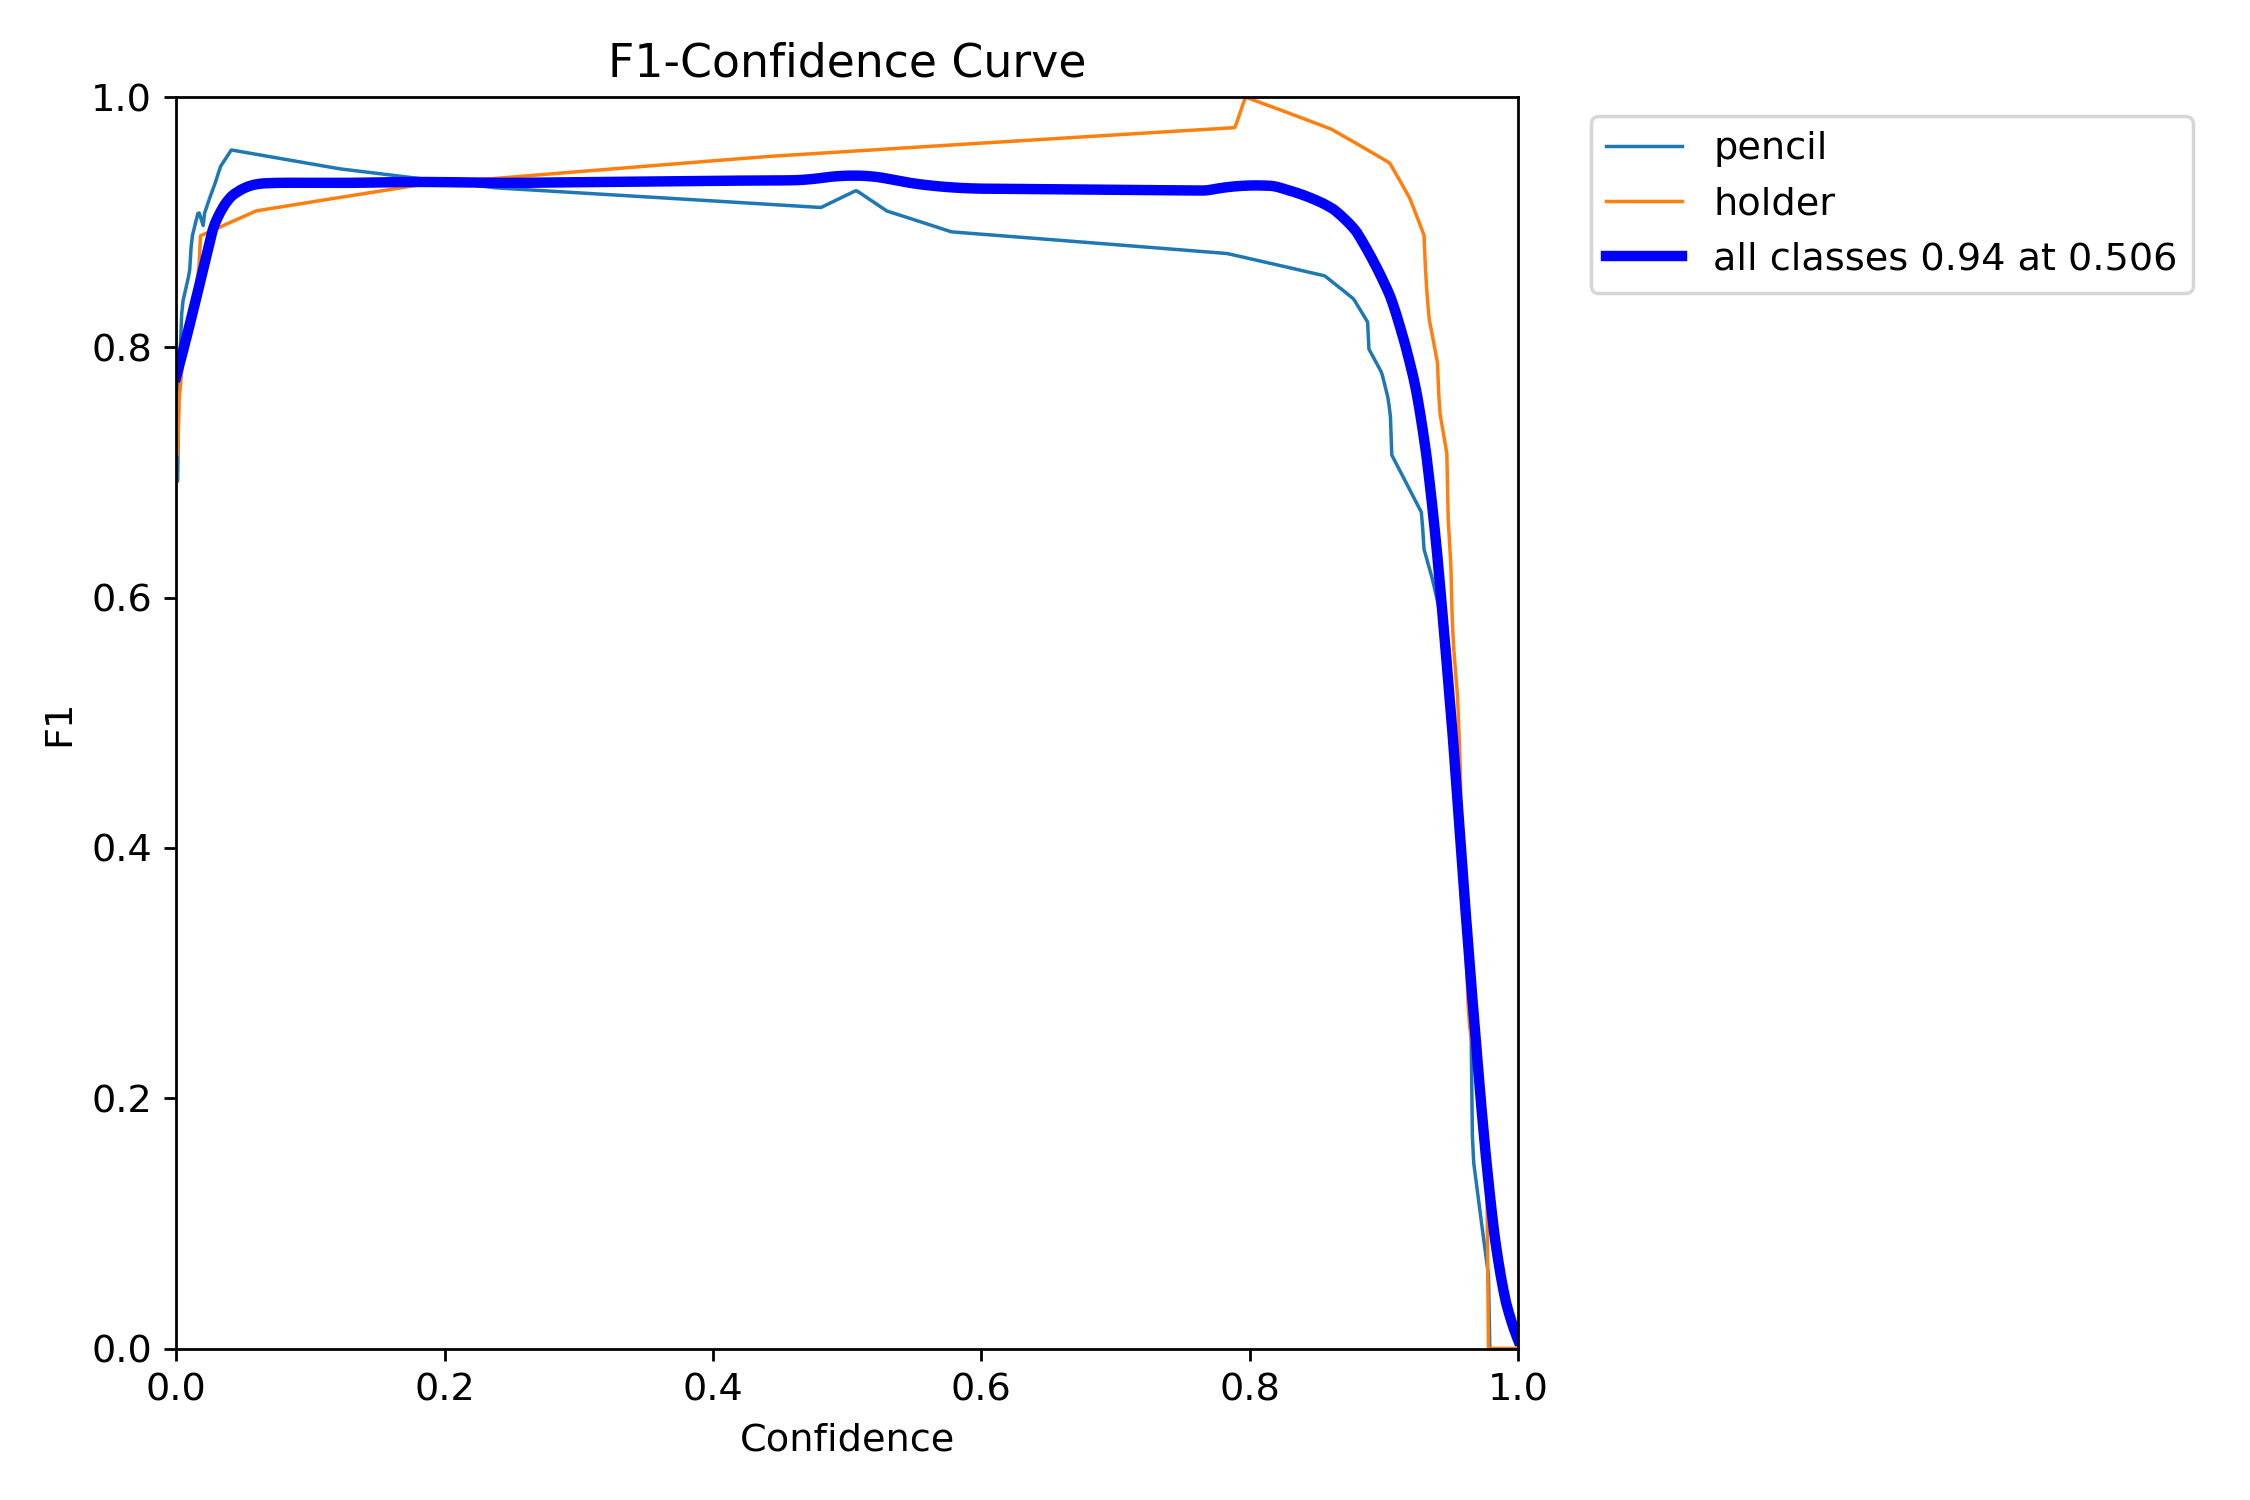 F1-Confidence Curve
1.0
0.8
0.6
0.4
0.2
0.0
F1
0.0 0.2 0.4 0.6 0.8 1.0
Confidence
pencil
holder
all classes 0.94 at 0.506